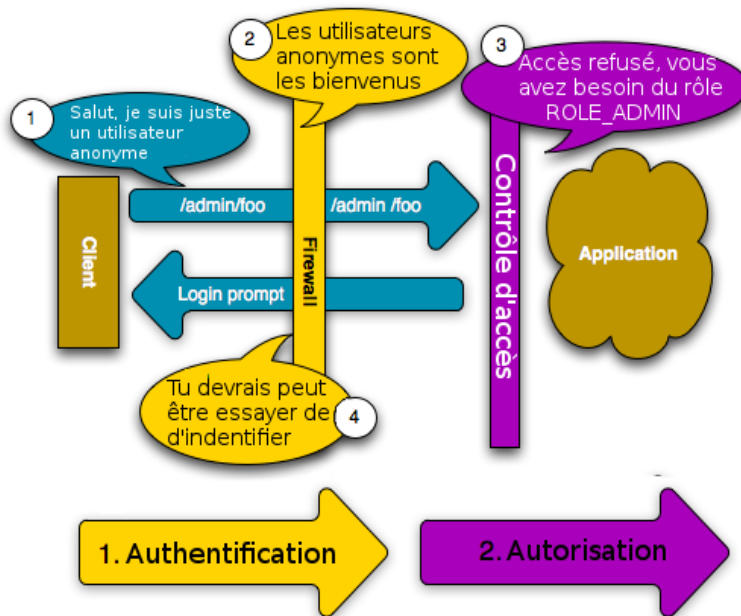 1
Salut, je suis juste
un utilisateur
anonyme
2
Les utilisateurs
anonymes sont
les bienvenus
3
Accès refusé, vous
avez besoin du rôle
ROLE_ADMIN
Client
/admin/foo
/admin /foo
Login prompt
Firewall
Contrôle d'accès
Application
Tu devrais peut
être essayer de
d'indentifier
4
1. Authentification
2. Autorisation